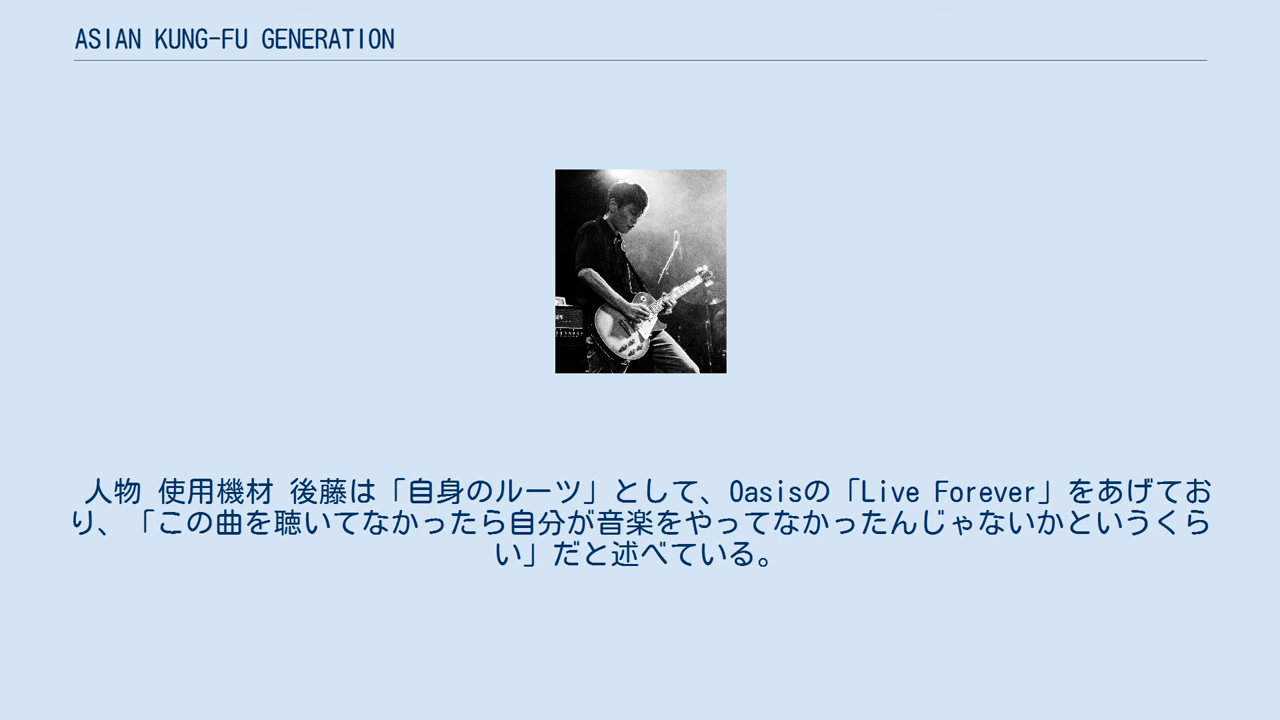 ASIAN KUNG-FU GENERATION
人物 使用機材 後藤は「自身のルーツ」として、Oasisの「Live Forever」をあげてお
り、「この曲を聴いてなかったら自分が音楽をやってなかったんじゃないかというくら
い」だと述べている。